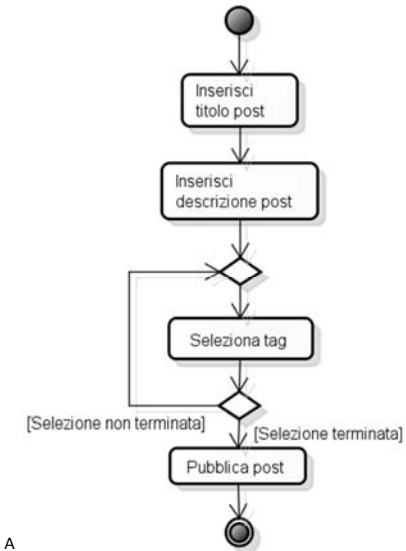 Inserisci
titolo post
Inserisci
descrizione post
Seleziona tag
[Selezione non terminata]
[Selezione terminata]
Pubblica post
A